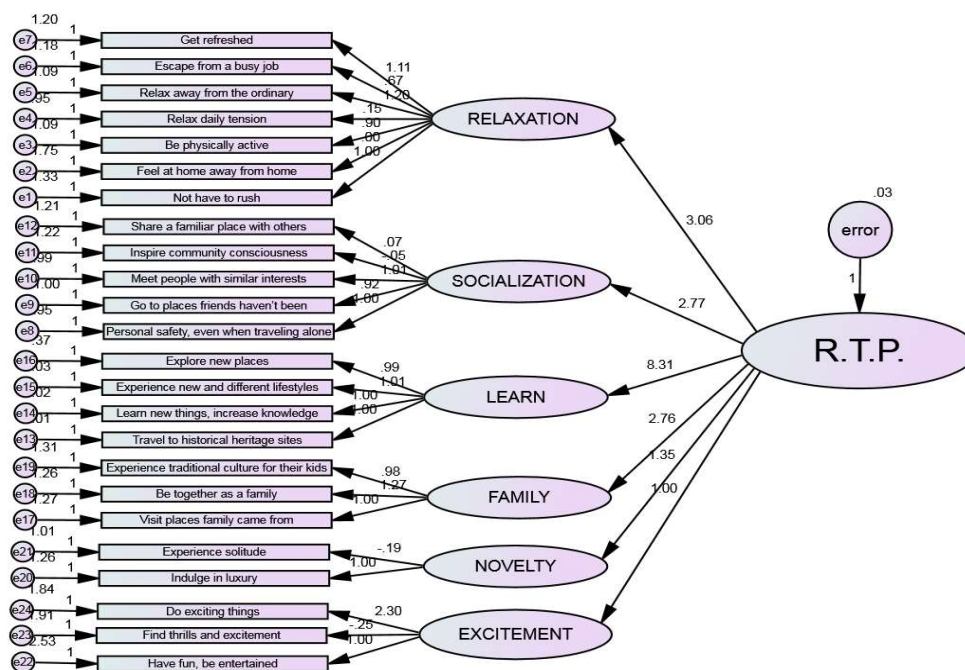 1.20
e7 1 Get refreshed
1.18
e6 1 Escape from a busy job
1.09
e5 1 Relax away from the ordinary
.95
e4 1 Relax daily tension
1.09
e3 1 Be physically active
1.75
e2 1 Feel at home away from home
1.33
e1 1 Not have to rush
1.11
.67
1.20
.15
.90
.00
1.00
RELAXATION
1.21
e12 1 Share a familiar place with others
1.22
e11 1 Inspire community consciousness
.99
e10 1 Meet people with similar interests
1.00
e9 1 Go to places friends haven't been
.95
e8 1 Personal safety, even when traveling alone
.07
-.05
1.01
.92
1.00
SOCIALIZATION
.37
e16 1 Explore new places
.03
e15 1 Experience new and different lifestyles
.02
e14 1 Learn new things, increase knowledge
.01
e13 1 Travel to historical heritage sites
.99
1.01
1.00
1.00
LEARN
1.31
e19 1 Experience traditional culture for their kids
1.26
e18 1 Be together as a family
1.27
e17 1 Visit places family came from
.98
1.27
1.00
FAMILY
1.01
e21 1 Experience solitude
1.26
e20 1 Indulge in luxury
-.19
1.00
NOVELTY
1.84
e24 1 Do exciting things
1.91
e23 1 Find thrills and excitement
2.53
e22 1 Have fun, be entertained
2.30
-.25
1.00
EXCITEMENT
3.06
2.77
8.31
2.76
1.35
1.00
.03
error
1
R.T.P.